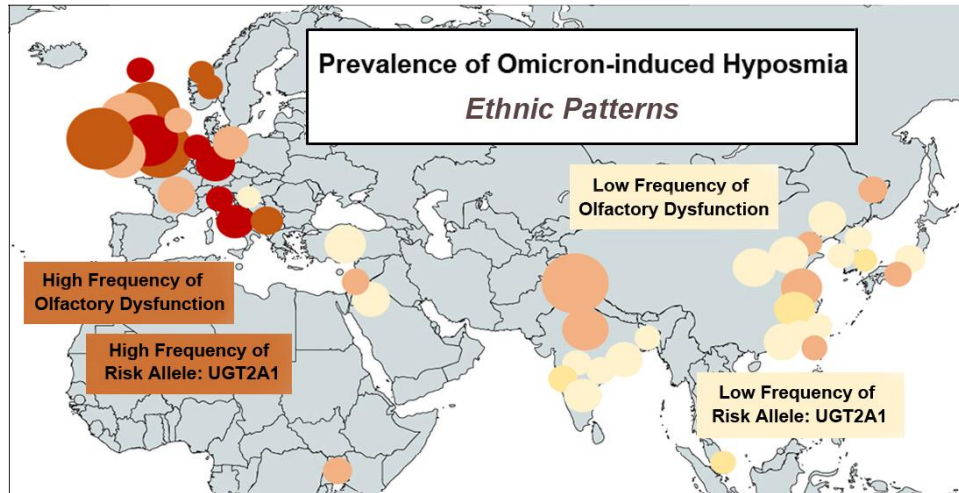 Prevalence of Omicron-induced Hyposmia
Ethnic Patterns
Low Frequency of
Olfactory Dysfunction
High Frequency of
Olfactory Dysfunction
High Frequency of
Risk Allele: UGT2A1
Low Frequency of
Risk Allele: UGT2A1